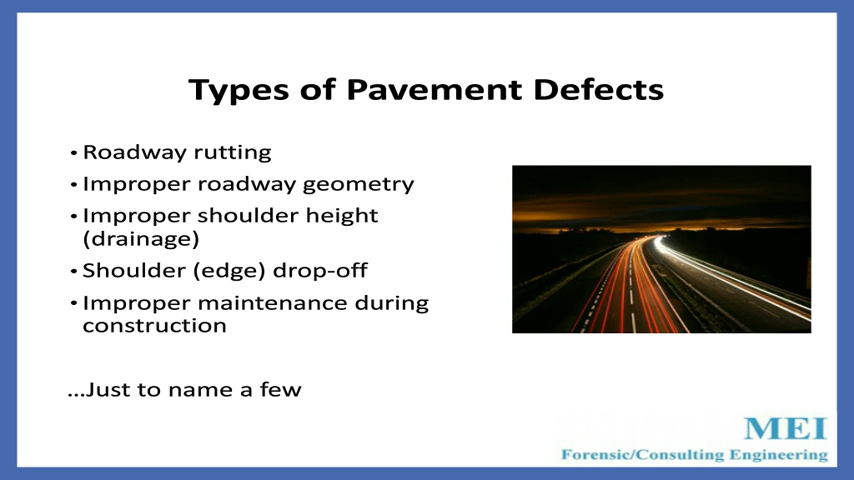 Types of Pavement Defects
• Roadway rutting
• Improper roadway geometry
• Improper shoulder height
(drainage)
• Shoulder (edge) drop-off
• Improper maintenance during
construction
...Just to name a few
MEI
Forensic/Consulting Engineering